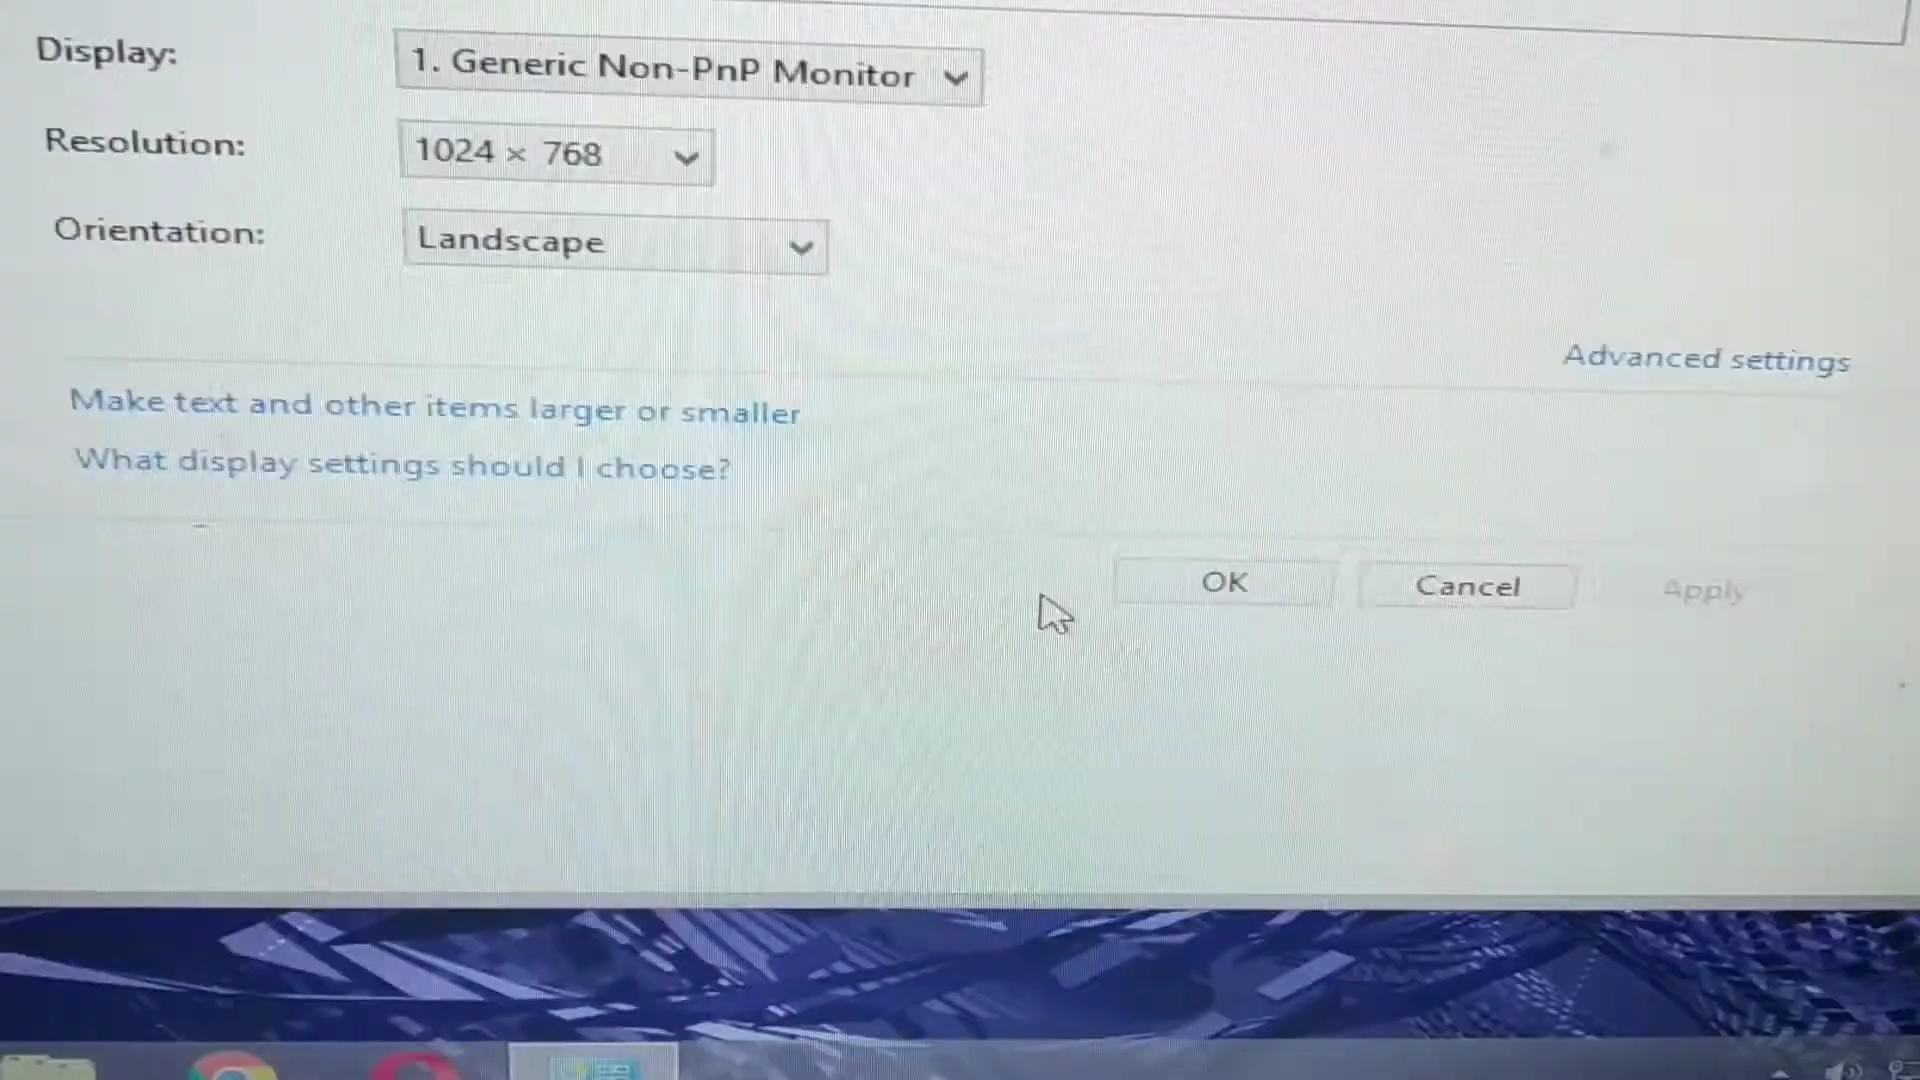 Display: 1. Generic Non-PnP Monitor
Resolution: 1024 × 768
Orientation: Landscape
Advanced settings
Make text and other items larger or smaller
What display settings should I choose?
OK Cancel Apply